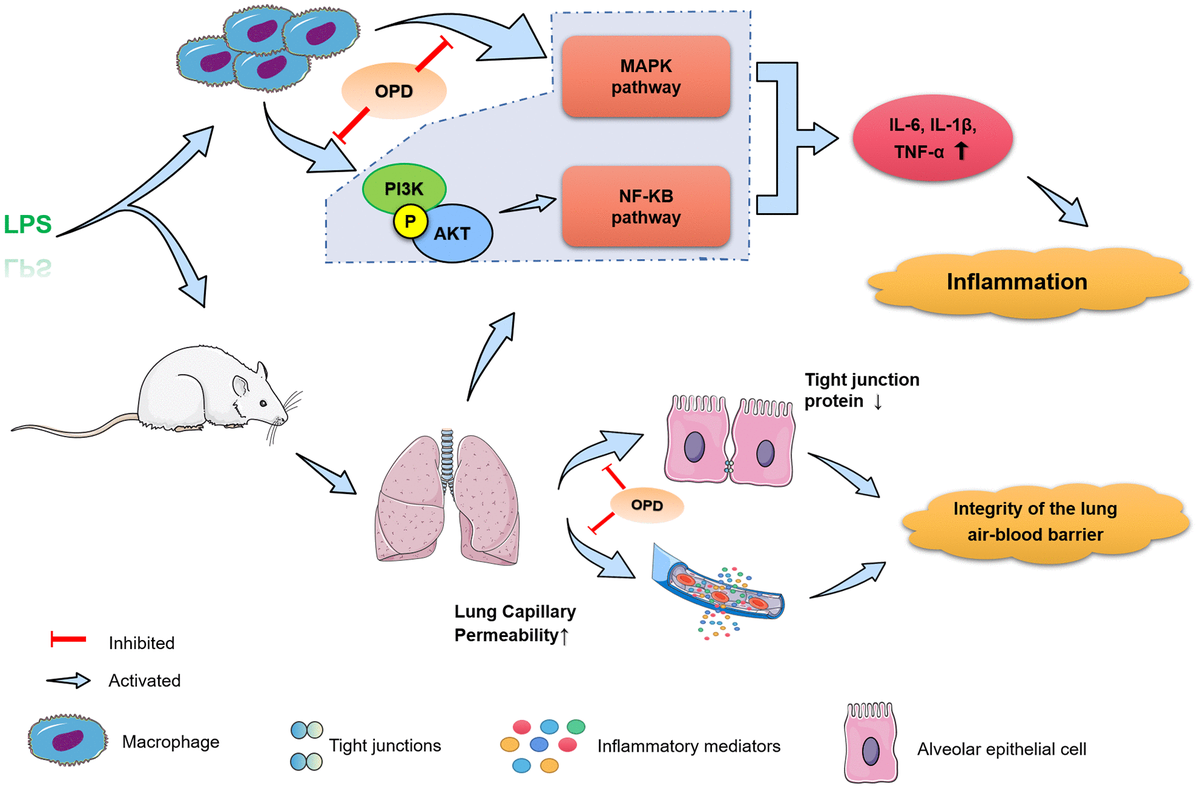 OPD
MAPK
pathway
IL-6, IL-1β,
TNF-α ↑
PI3K
P
AKT
NF-KB
pathway
LPS
Inflammation
Tight junction
protein ↓
OPD
Integrity of the lung
air-blood barrier
Lung Capillary
Permeability↑
Inhibited
Activated
Macrophage
Tight junctions
Inflammatory mediators
Alveolar epithelial cell